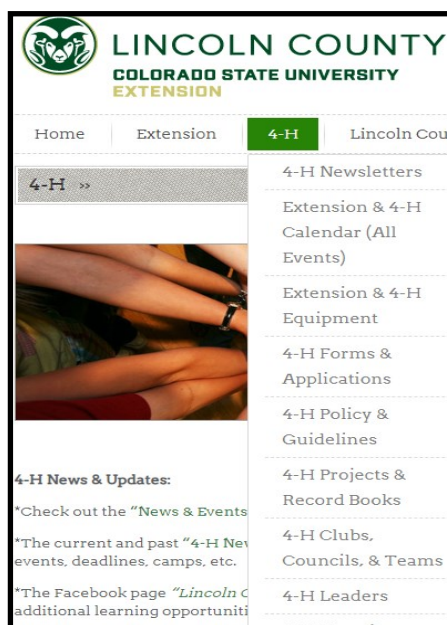 LINCOLN COUNTY
COLORADO STATE UNIVERSITY
EXTENSION
Home Extension 4-H Lincoln Cou
4-H »
4-H Newsletters
Extension & 4-H
Calendar (All
Events)
Extension & 4-H
Equipment
4-H Forms &
Applications
4-H Policy &
Guidelines
4-H Projects &
Record Books
4-H Clubs,
Councils, & Teams
4-H Leaders
4-H News & Updates:
*Check out the "News & Events
*The current and past "4-H New
events, deadlines, camps, etc.
*The Facebook page "Lincoln C
additional learning opportuniti